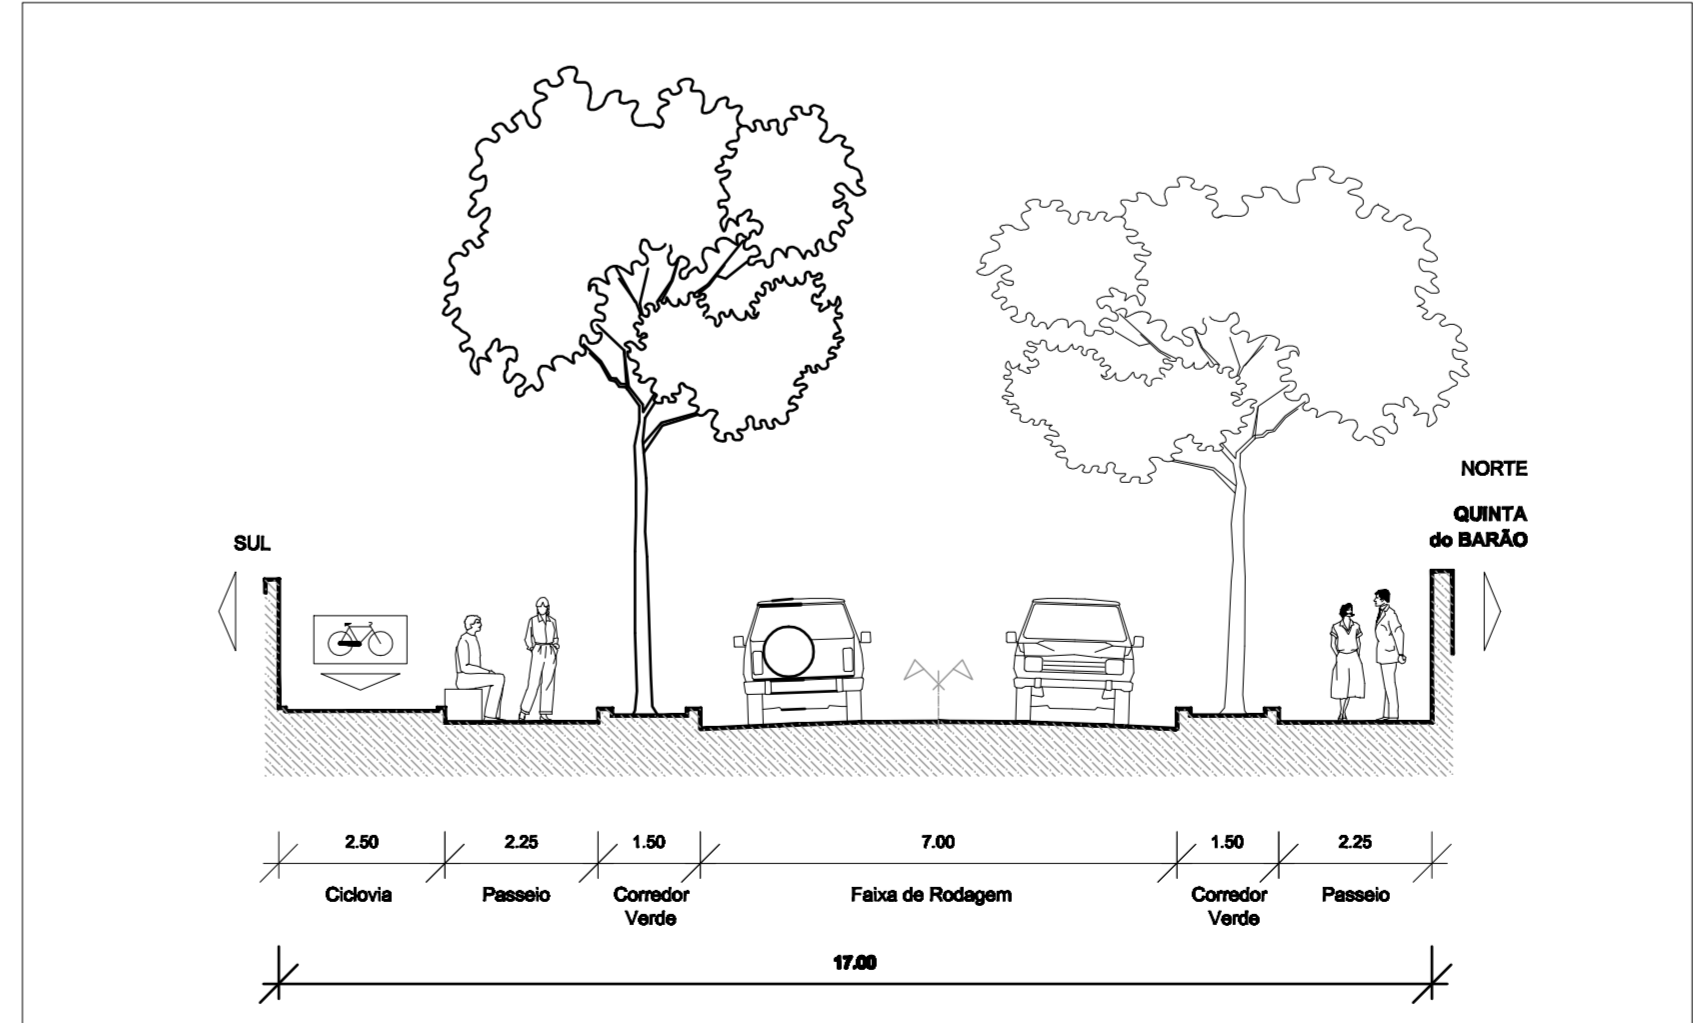 NORTE
QUINTA
do BARÃO
SUL
2.50 2.25 1.50 7.00 1.50 2.25
Ciclovia Passeio Corredor Faixa de Rodagem Corredor Passeio
Verde Verde
17.00